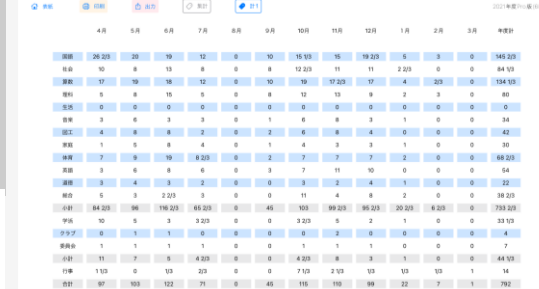 表紙 印刷 出力 集計 計1 2021年度
4月 5月 6月 7月 8月 9月 10月 11月 12月 1月 2月 3月 年度計
国語 26 2/3 20 19 12 0 10 15 1/3 15 19 2/3 5 3 0 145 2/3
社会 10 8 13 8 0 8 12 2/3 11 11 2 2/3 0 0 84 1/3
算数 17 19 18 12 0 10 19 17 2/3 17 4 2/3 0 134 1/3
理科 5 8 15 5 0 8 12 13 9 2 3 0 80
生活 0 0 0 0 0 0 0 0 0 0 0 0 0
音楽 3 6 3 3 0 1 6 8 3 1 0 0 34
図工 4 8 8 2 0 2 6 8 4 0 0 0 42
家庭 1 5 8 4 0 1 4 3 3 1 0 0 30
体育 7 9 19 8 2/3 0 2 7 7 7 2 0 0 68 2/3
英語 3 6 8 6 0 3 7 11 10 0 0 0 54
道徳 3 4 3 2 0 0 3 2 4 1 0 0 22
総合 5 3 2 2/3 3 0 0 11 4 8 2 0 0 38 2/3
小計 84 2/3 96 116 2/3 65 2/3 0 45 103 99 2/3 95 2/3 20 2/3 6 2/3 0 733 2/3
学活 10 5 3 3 2/3 0 0 3 2/3 5 2 1 0 0 33 1/3
クラブ 0 1 1 0 0 0 0 2 0 0 0 0 4
委員会 1 1 1 1 0 0 1 1 1 0 0 0 7
小計 11 7 5 4 2/3 0 0 4 2/3 8 3 1 0 0 44 1/3
行事 1 1/3 0 1/3 2/3 0 0 7 1/3 2 1/3 1/3 1/3 1/3 1 14
合計 97 103 122 71 0 45 115 110 99 22 7 1 792